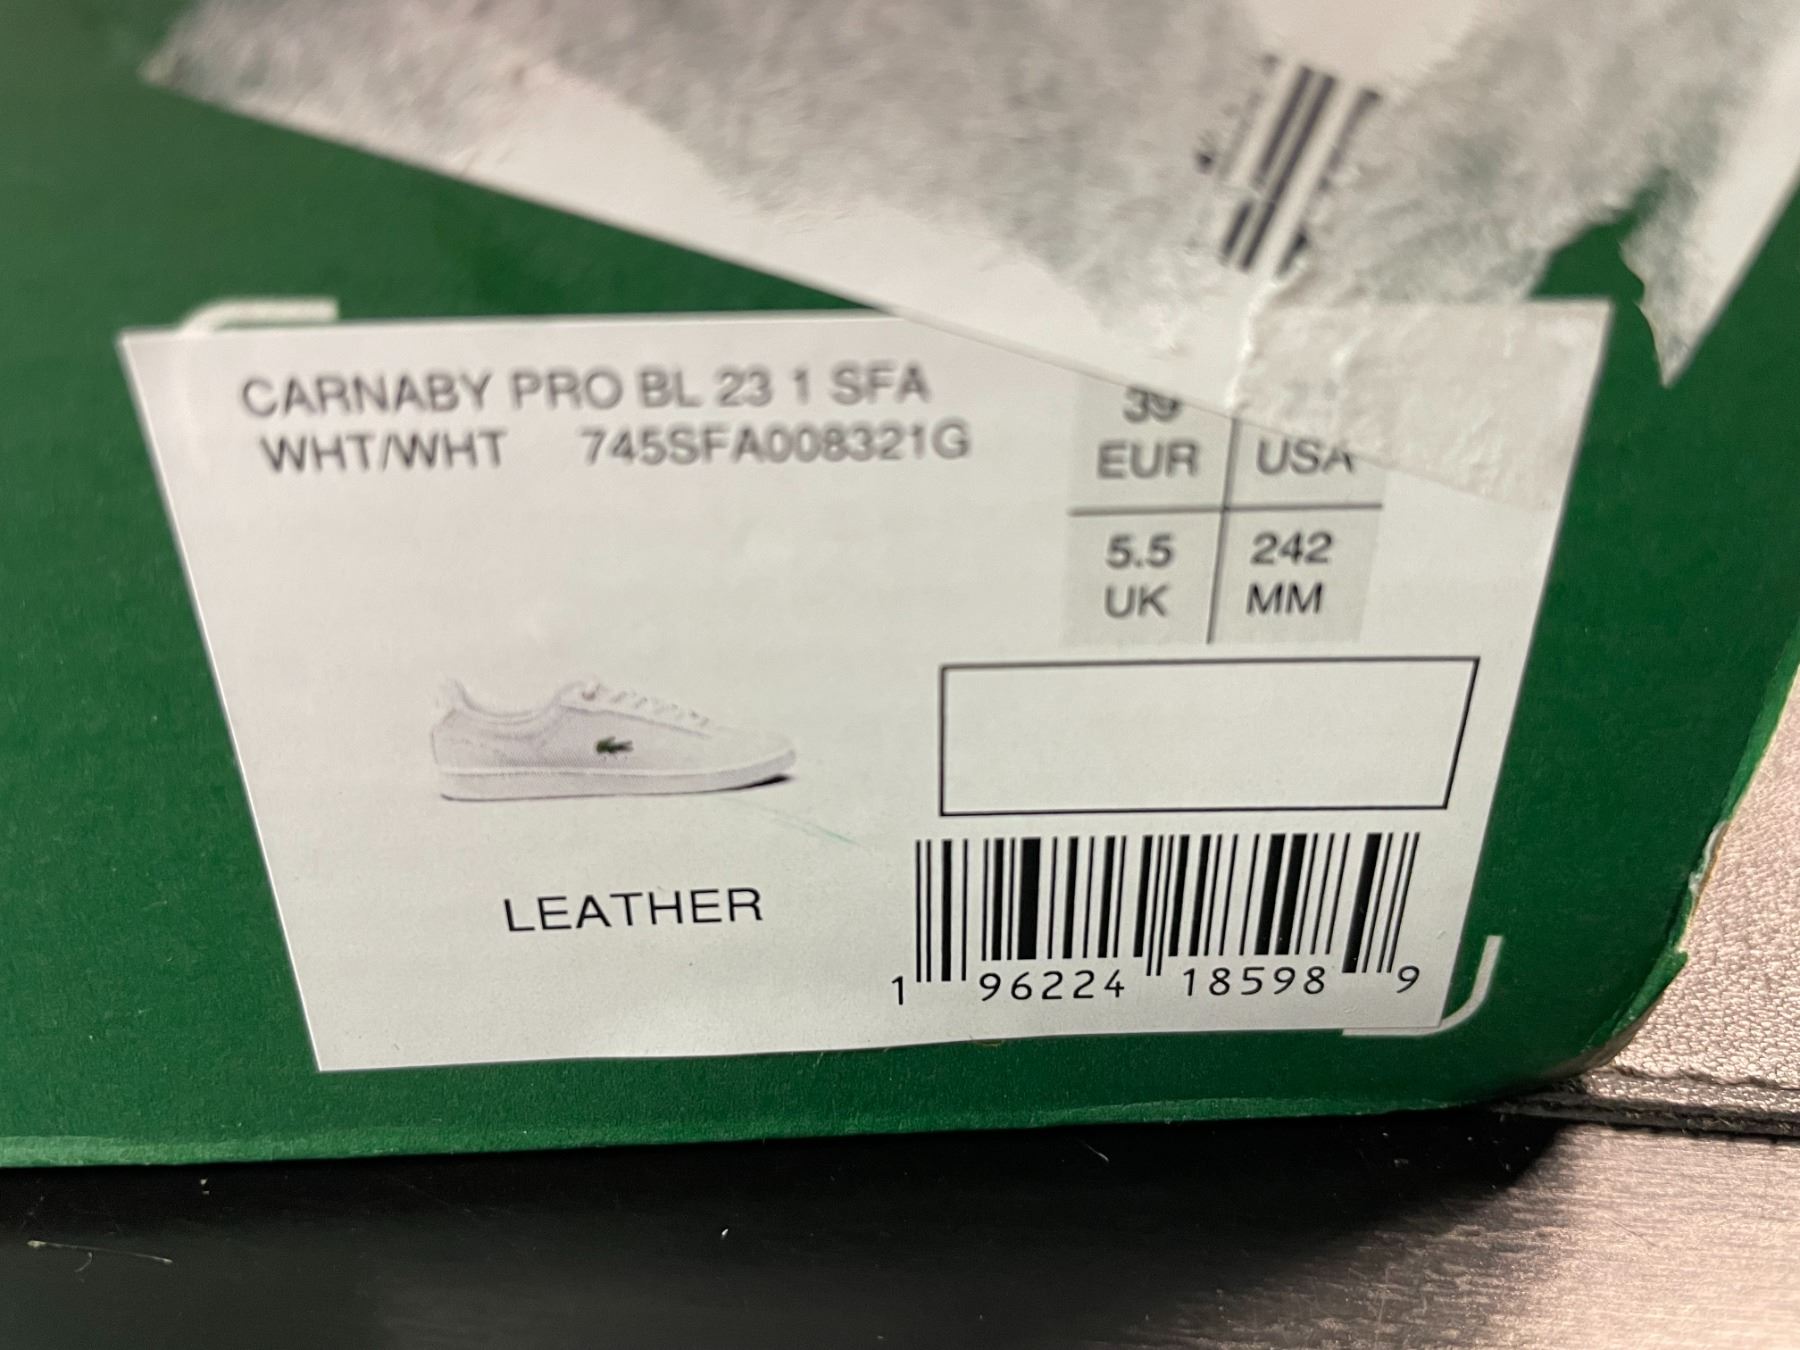 CARNABY PRO BL 23 1 SFA
WHT/WHT 745SFA008321G
39
EUR USA
5.5 242
UK MM
LEATHER
1 96224 18598 9